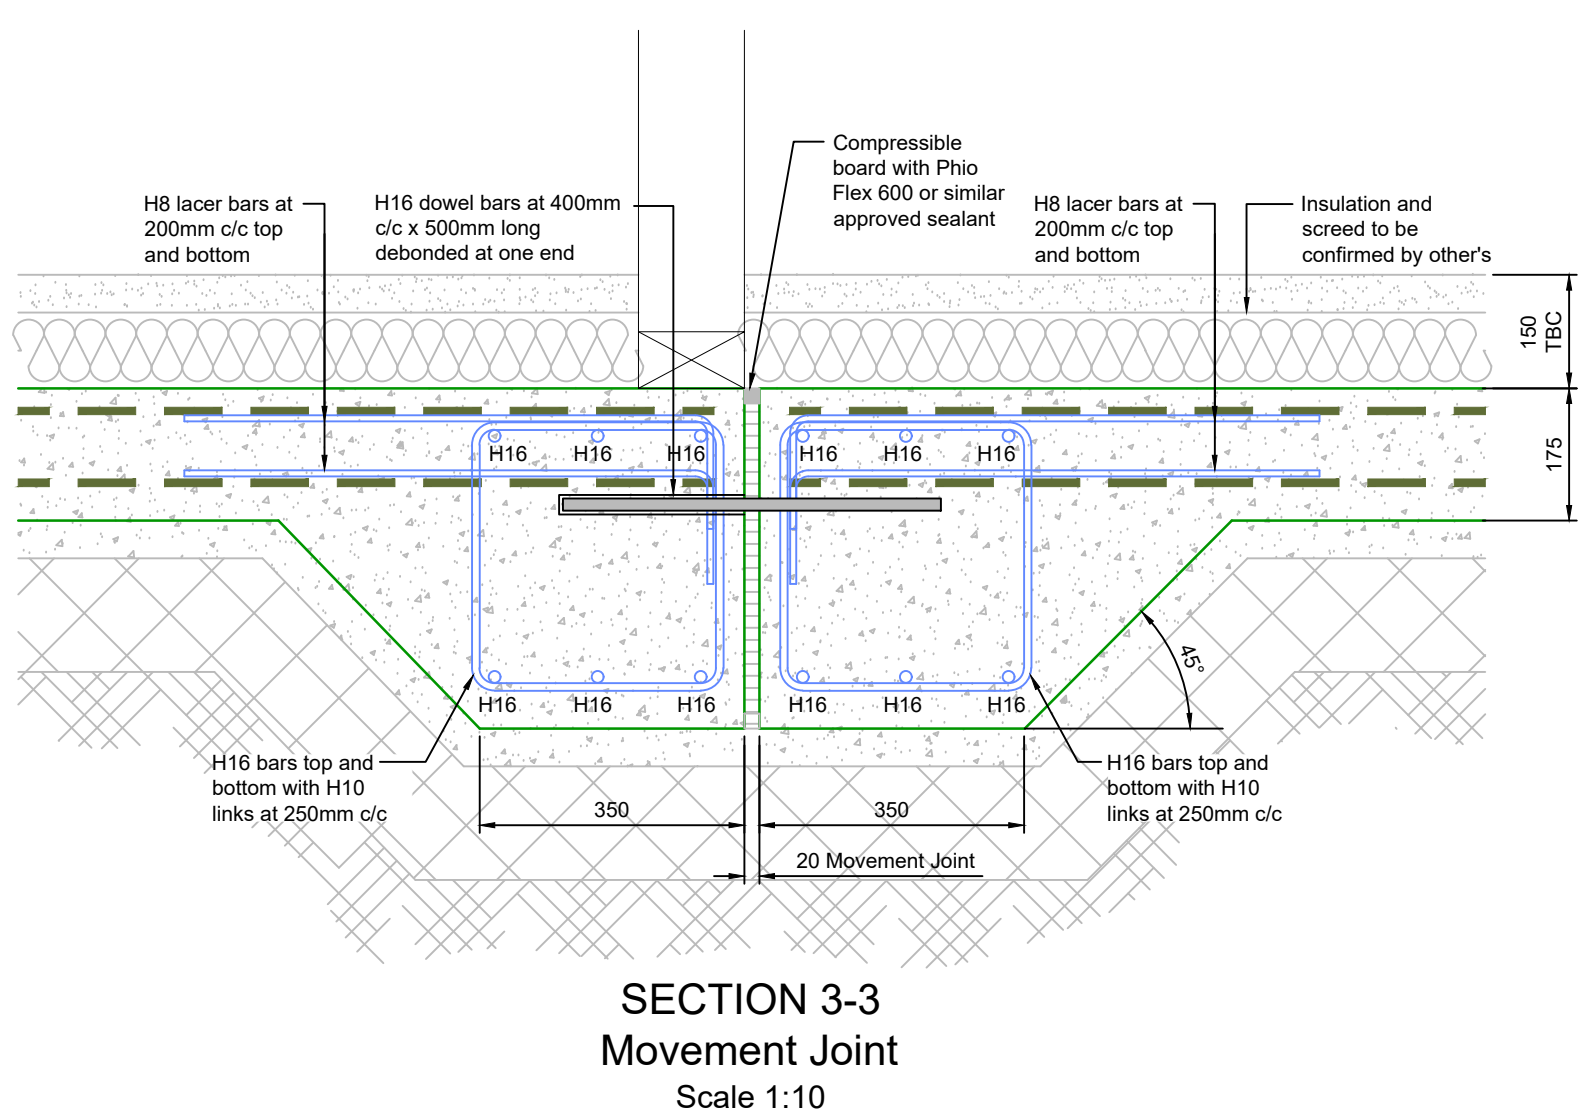 Compressible
board with Phio
Flex 600 or similar
approved sealant
H8 lacer bars at
200mm c/c top
and bottom
H16 dowel bars at 400mm
c/c x 500mm long
debonded at one end
H8 lacer bars at
200mm c/c top
and bottom
Insulation and
screed to be
confirmed by other's
150
TBC
175
H16 H16 H16 H16 H16 H16
45°
H16 H16 H16 H16 H16 H16
H16 bars top and
bottom with H10
links at 250mm c/c
H16 bars top and
bottom with H10
links at 250mm c/c
350 350
20 Movement Joint
SECTION 3-3
Movement Joint
Scale 1:10